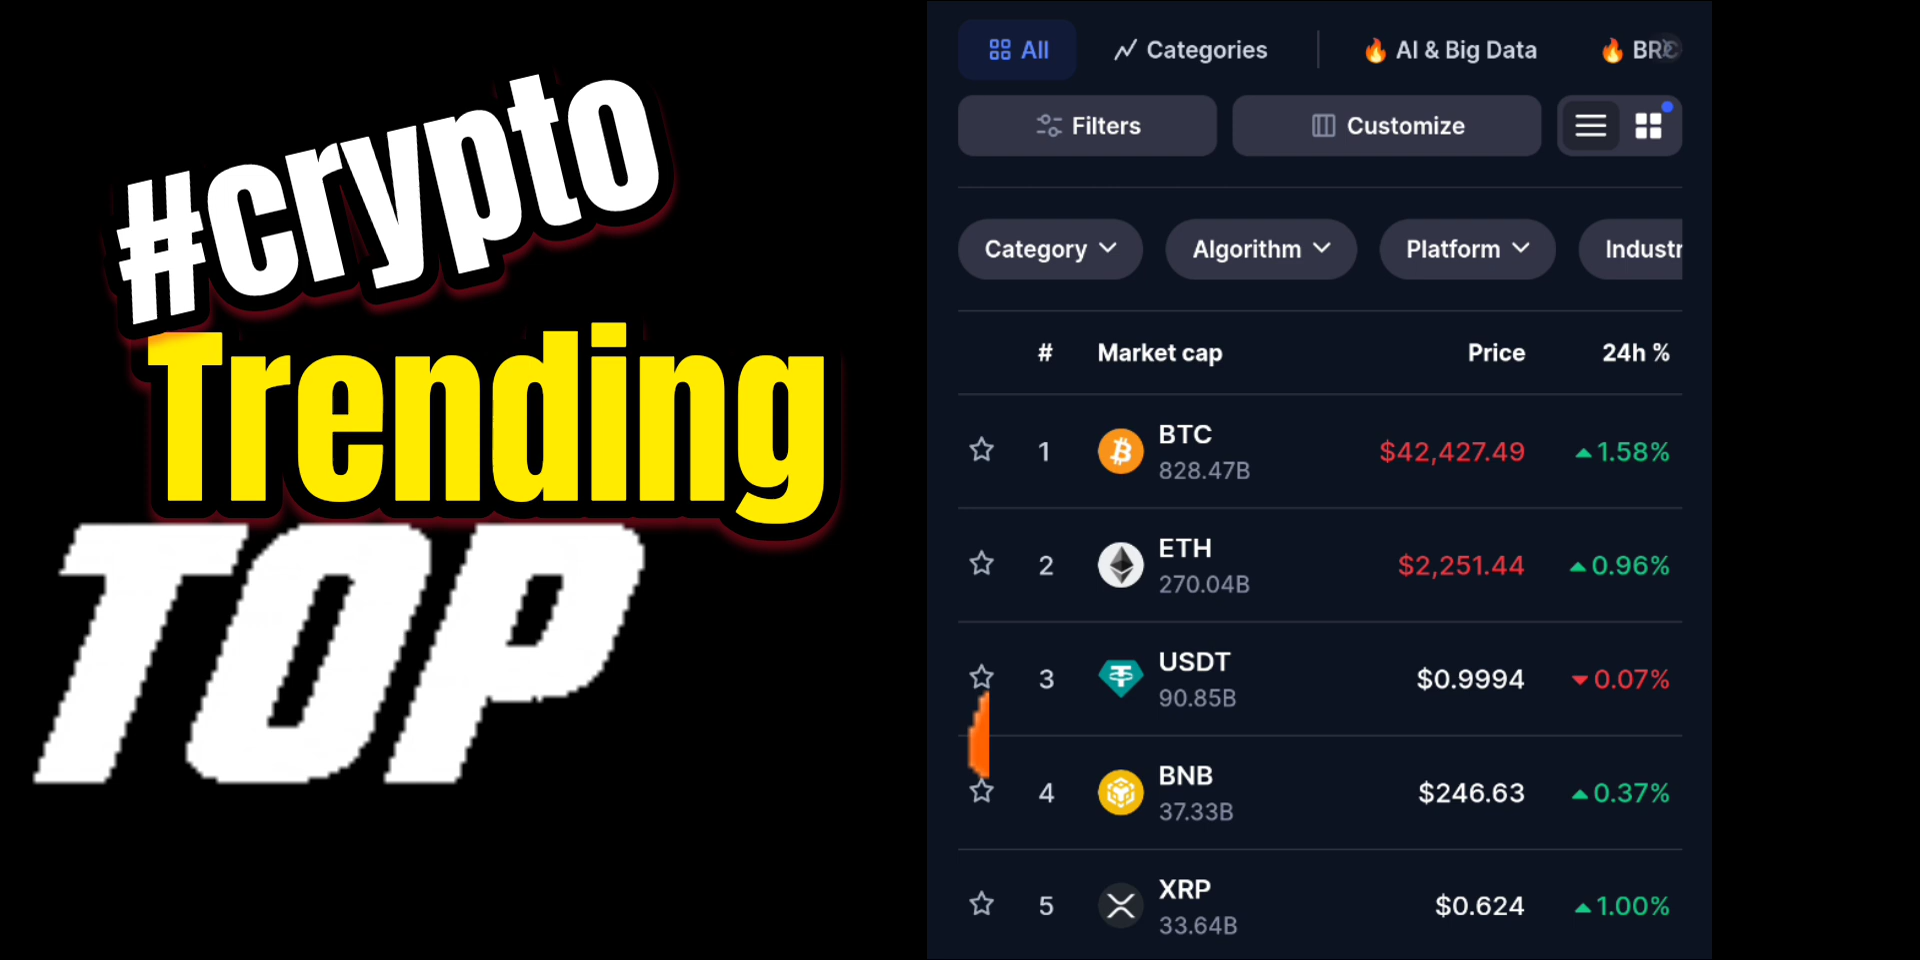 #crypto
Trending
TOP
All Categories AI & Big Data
Filters Customize
Category Algorithm Platform Industr
# Market cap Price 24h %
1 BTC $42,427.49 1.58%
828.47B
2 ETH $2,251.44 0.96%
270.04B
3 USDT $0.9994 0.07%
90.85B
4 BNB $246.63 0.37%
37.33B
5 XRP $0.624 1.00%
33.64B